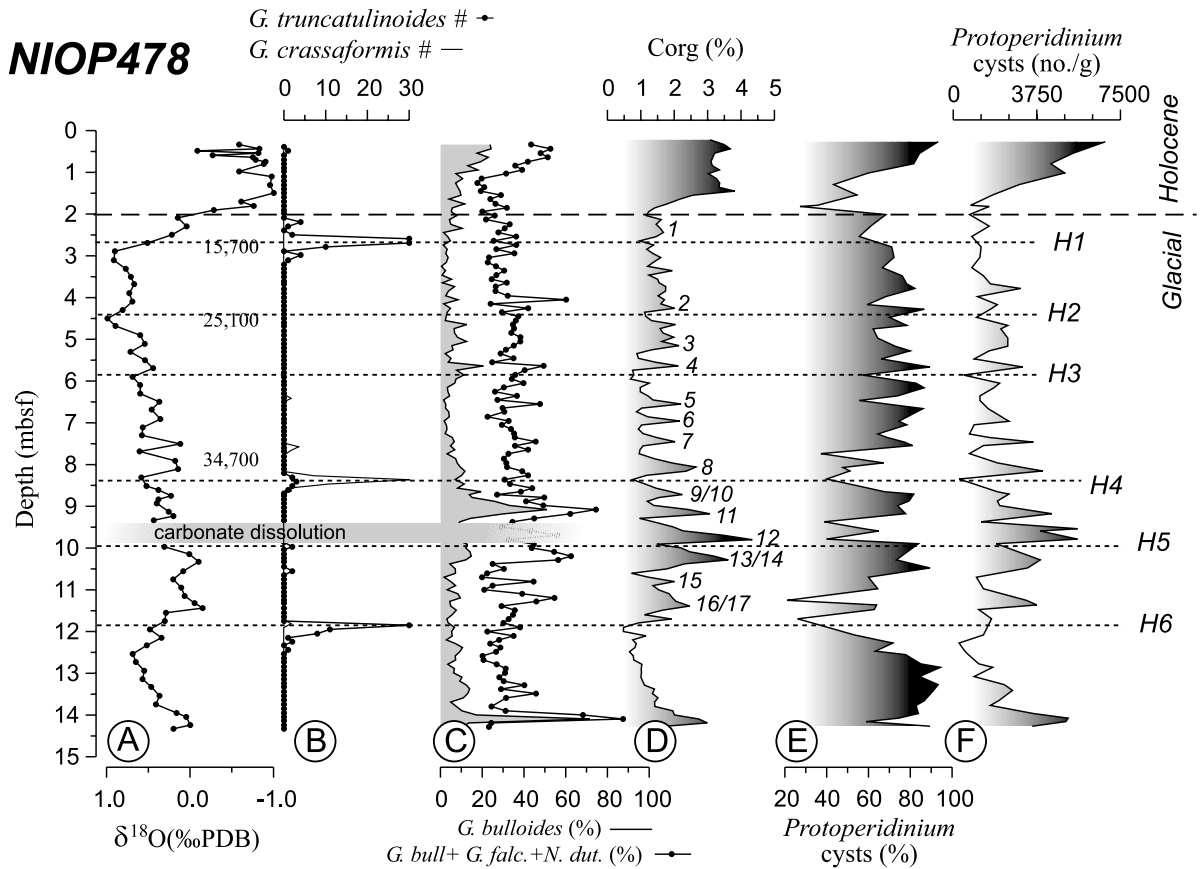 NIOP478
G. truncatulinoides #
G. crassaformis #
Corg (%)
Protoperidinium
cysts (no./g)
0 10 20 30
0 1 2 3 4 5
0 3750 7500
Depth (mbsf)
0
1
2
3
4
5
6
7
8
9
10
11
12
13
14
15
Holocene
Glacial
15,700
25,100
34,700
carbonate dissolution
1
2
3
4
5
6
7
8
9/10
11
12
13/14
15
16/17
H1
H2
H3
H4
H5
H6
A
B
C
D
E
F
1.0 0.0 -1.0
δ18O(‰PDB)
0 20 40 60 80 100
G. bulloides (%)
G. bull+ G. falc.+N. dut. (%)
20 40 60 80 100
Protoperidinium
cysts (%)